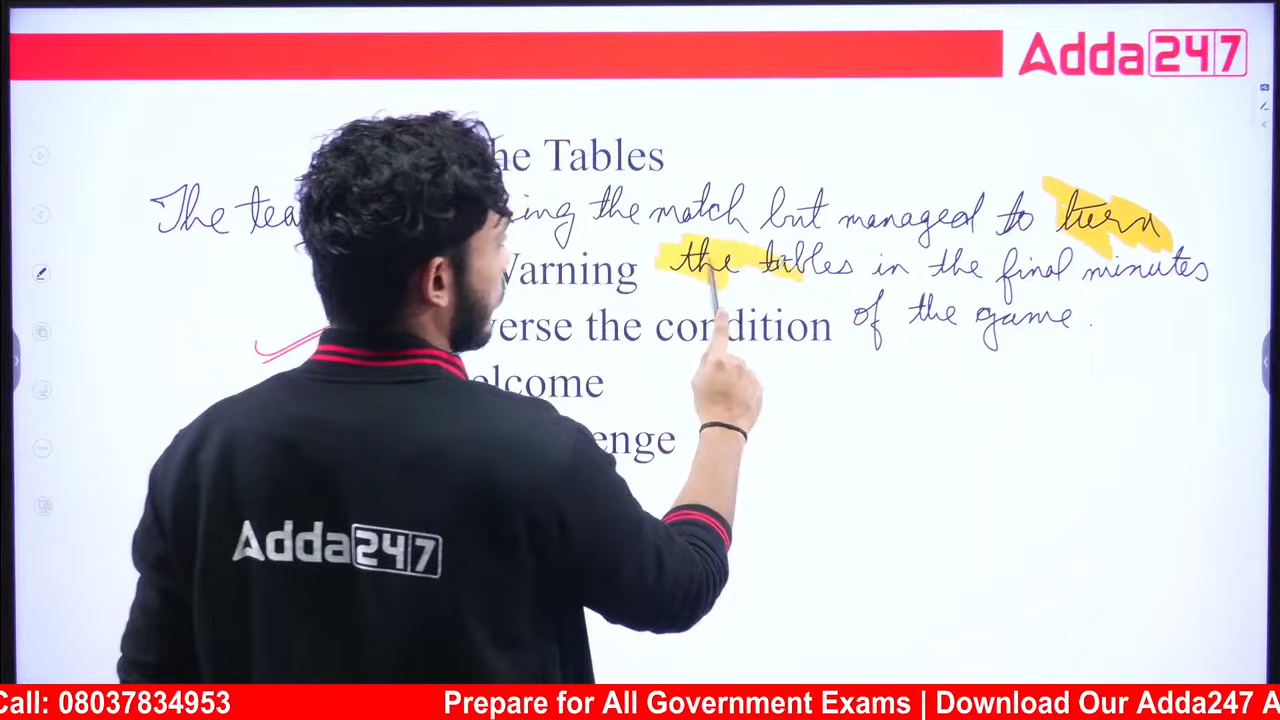 Adda247
he Tables
The tea ing the match but managed to turn
Warning the tables in the final minutes
verse the condition of the game.
elcome
enge
Adda247
Call: 08037834953 Prepare for All Government Exams | Download Our Adda247 A